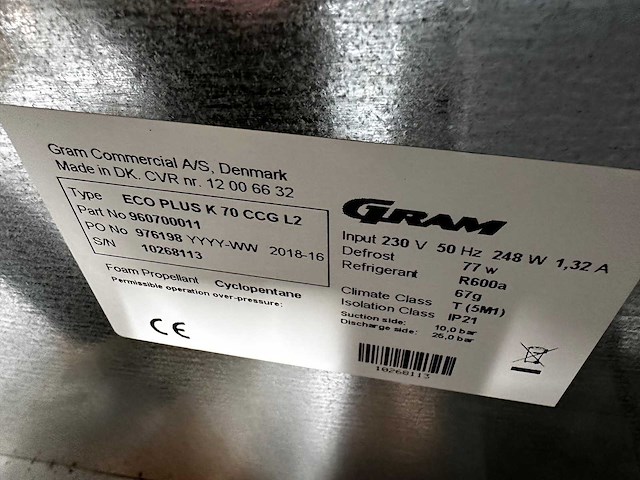 Gram Commercial A/S, Denmark
Made in DK. CVR nr. 12 00 66 32
Type ECO PLUS K 70 CCG L2
Part No 960700011
PO No 976198 YYYY-WW 2018-16
S/N 10268113
Foam Propellant Cyclopentane
Permissible operation over-pressure:
CE
GRAM
Input 230 V 50 Hz 248 W 1,32 A
Defrost 77 w
Refrigerant R600a
67g
Climate Class T (5M1)
Isolation Class IP21
Suction side: 10,0 bar
Discharge side: 25,0 bar
10268113